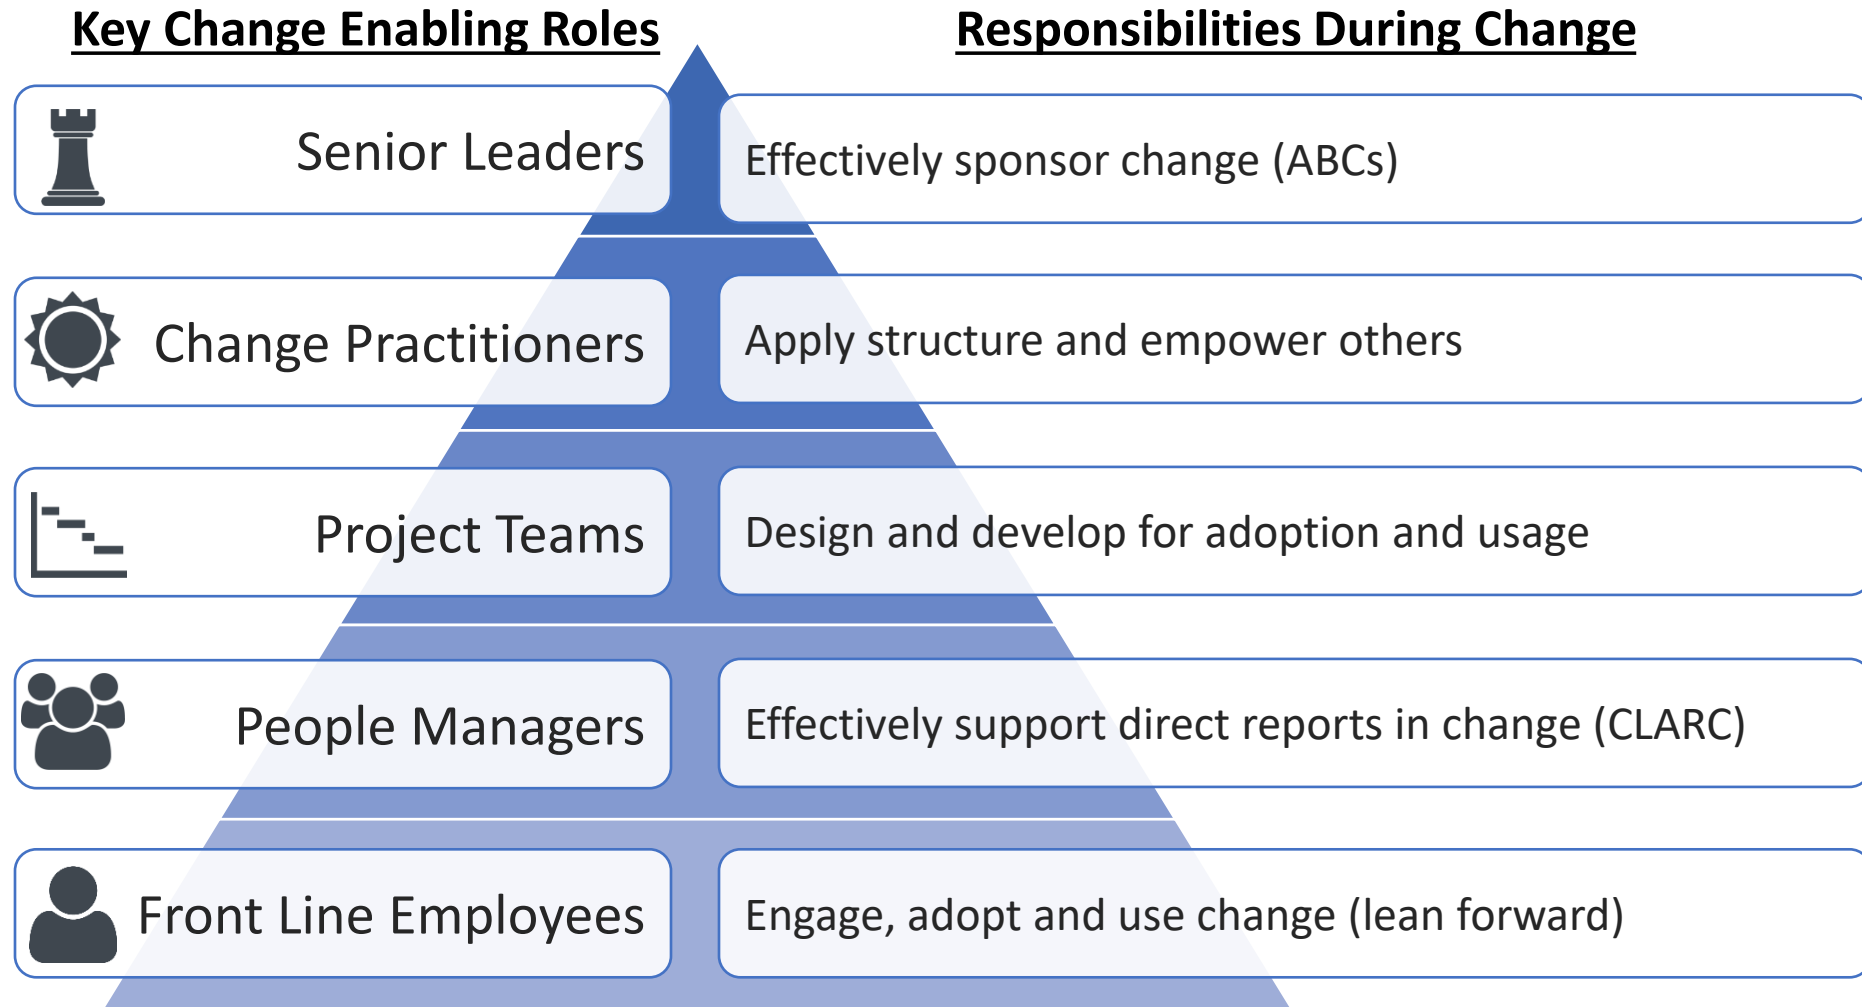 Key Change Enabling Roles
Responsibilities During Change
Senior Leaders
Effectively sponsor change (ABCs)
Change Practitioners
Apply structure and empower others
Project Teams
Design and develop for adoption and usage
People Managers
Effectively support direct reports in change (CLARC)
Front Line Employees
Engage, adopt and use change (lean forward)